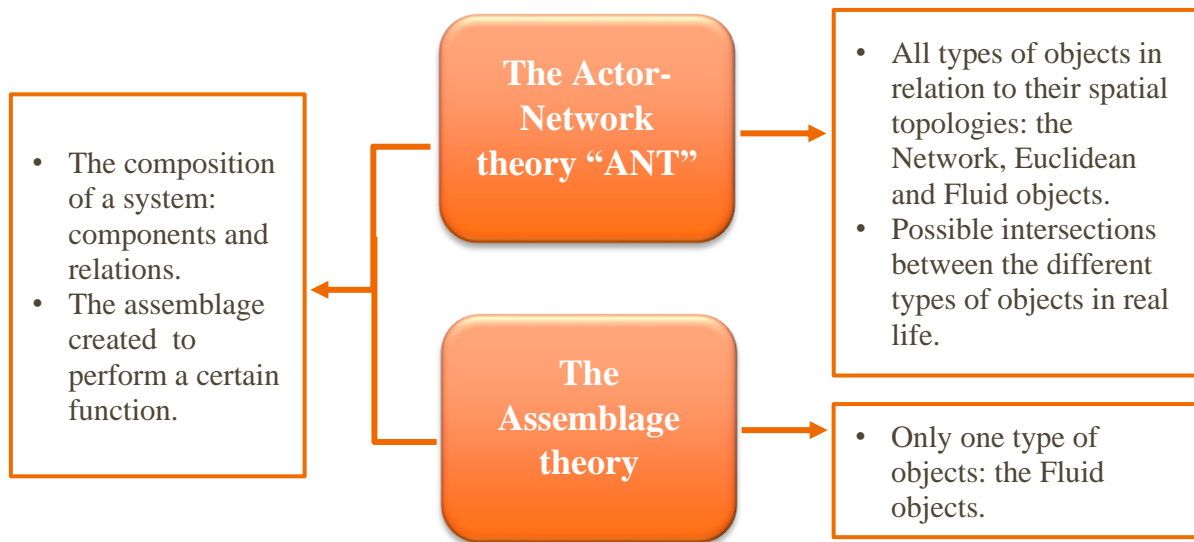 • The composition
of a system:
components and
relations.
• The assemblage
created to
perform a certain
function.
The Actor-
Network
theory “ANT”
The
Assemblage
theory
• All types of objects in
relation to their spatial
topologies: the
Network, Euclidean
and Fluid objects.
• Possible intersections
between the different
types of objects in real
life.
• Only one type of
objects: the Fluid
objects.